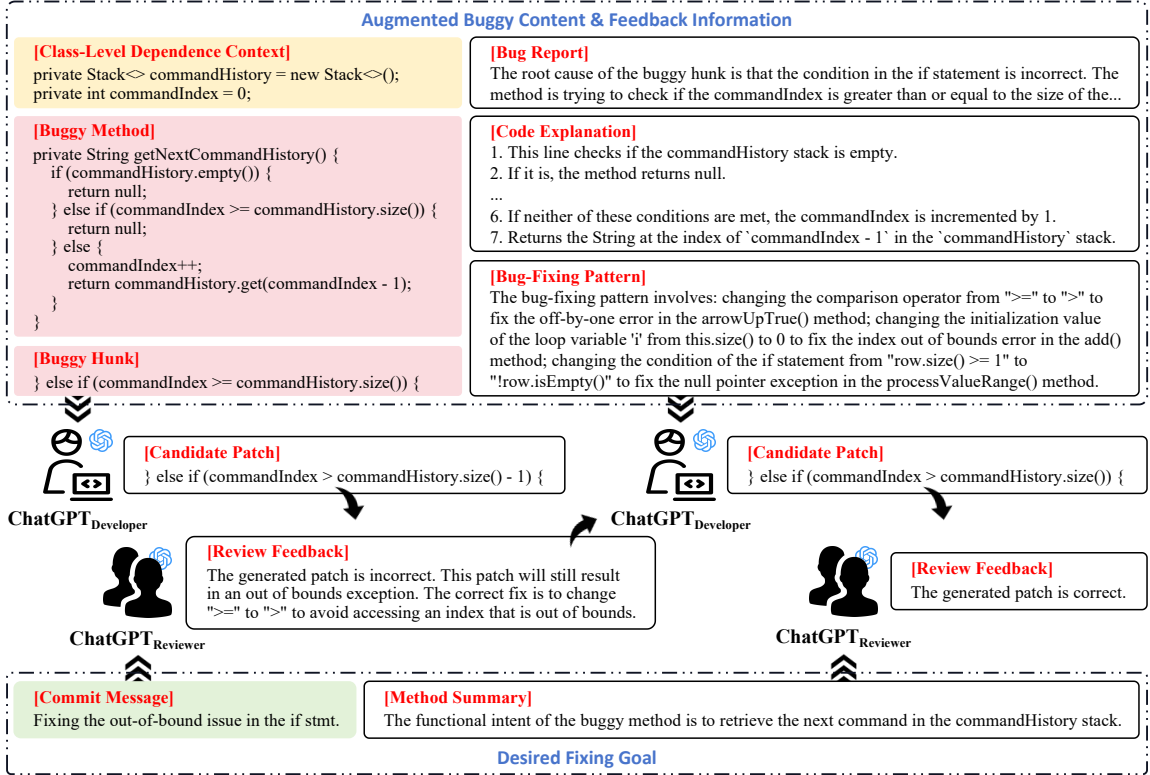 Augmented Buggy Content & Feedback Information
[Class-Level Dependence Context]
private Stack<> commandHistory = new Stack<>();
private int commandIndex = 0;
[Buggy Method]
private String getNextCommandHistory() {
if (commandHistory.empty()) {
return null;
} else if (commandIndex >= commandHistory.size()) {
return null;
} else {
commandIndex++;
return commandHistory.get(commandIndex - 1);
}
}
[Buggy Hunk]
} else if (commandIndex >= commandHistory.size()) {
[Bug Report]
The root cause of the buggy hunk is that the condition in the if statement is incorrect. The
method is trying to check if the commandIndex is greater than or equal to the size of the...
[Code Explanation]
1. This line checks if the commandHistory stack is empty.
2. If it is, the method returns null.
...
6. If neither of these conditions are met, the commandIndex is incremented by 1.
7. Returns the String at the index of `commandIndex - 1` in the `commandHistory` stack.
[Bug-Fixing Pattern]
The bug-fixing pattern involves: changing the comparison operator from ">=" to ">" to
fix the off-by-one error in the arrowUpTrue() method; changing the initialization value
of the loop variable 'i' from this.size() to 0 to fix the index out of bounds error in the add()
method; changing the condition of the if statement from "row.size() >= 1" to
"!row.isEmpty()" to fix the null pointer exception in the processValueRange() method.
[Candidate Patch]
} else if (commandIndex > commandHistory.size() - 1) {
ChatGPTDeveloper
[Review Feedback]
The generated patch is incorrect. This patch will still result
in an out of bounds exception. The correct fix is to change
">=" to ">" to avoid accessing an index that is out of bounds.
ChatGPTReviewer
[Candidate Patch]
} else if (commandIndex > commandHistory.size()) {
ChatGPTDeveloper
[Review Feedback]
The generated patch is correct.
ChatGPTReviewer
[Commit Message]
Fixing the out-of-bound issue in the if stmt.
[Method Summary]
The functional intent of the buggy method is to retrieve the next command in the commandHistory stack.
Desired Fixing Goal